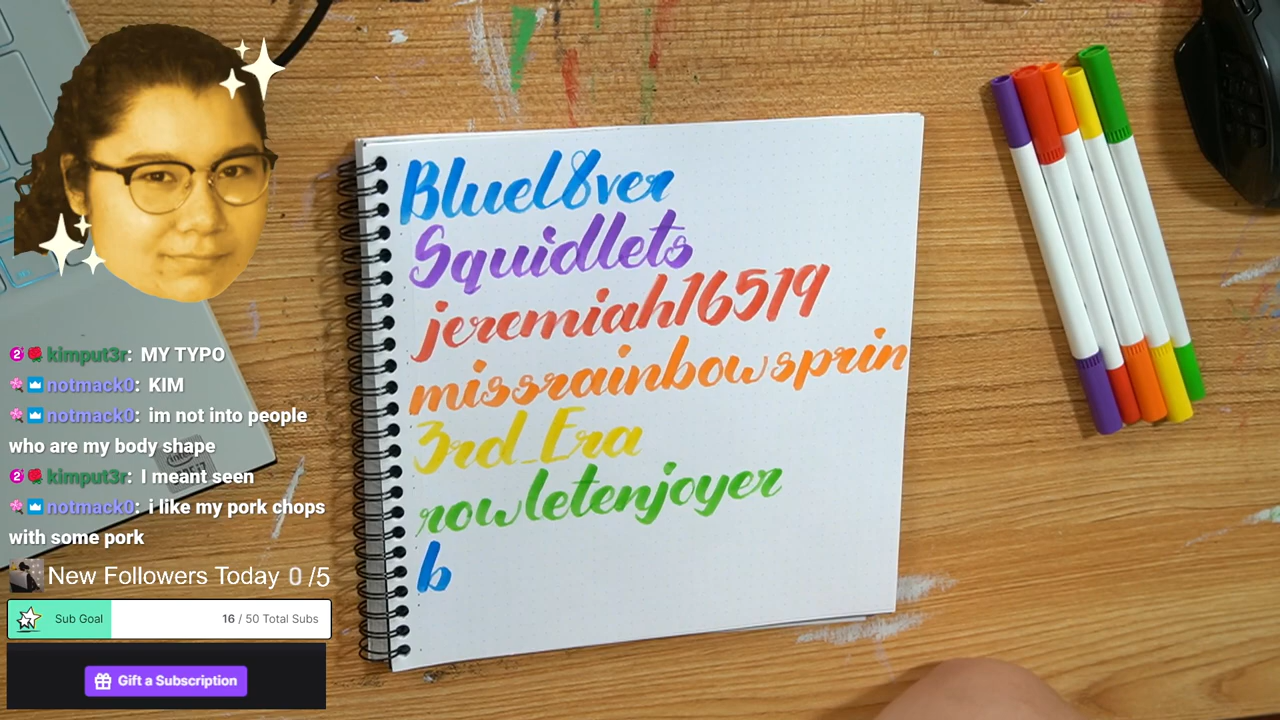 Bluel8ver
Squidlets
jeremiah16519
missrainbowsprin
3rd_Era
rowletenjoyer
b
kimput3r: MY TYPO
notmack0: KIM
notmack0: im not into people
who are my body shape
kimput3r: I meant seen
notmack0: i like my pork chops
with some pork
New Followers Today 0 /5
Sub Goal 16 / 50 Total Subs
Gift a Subscription
intel